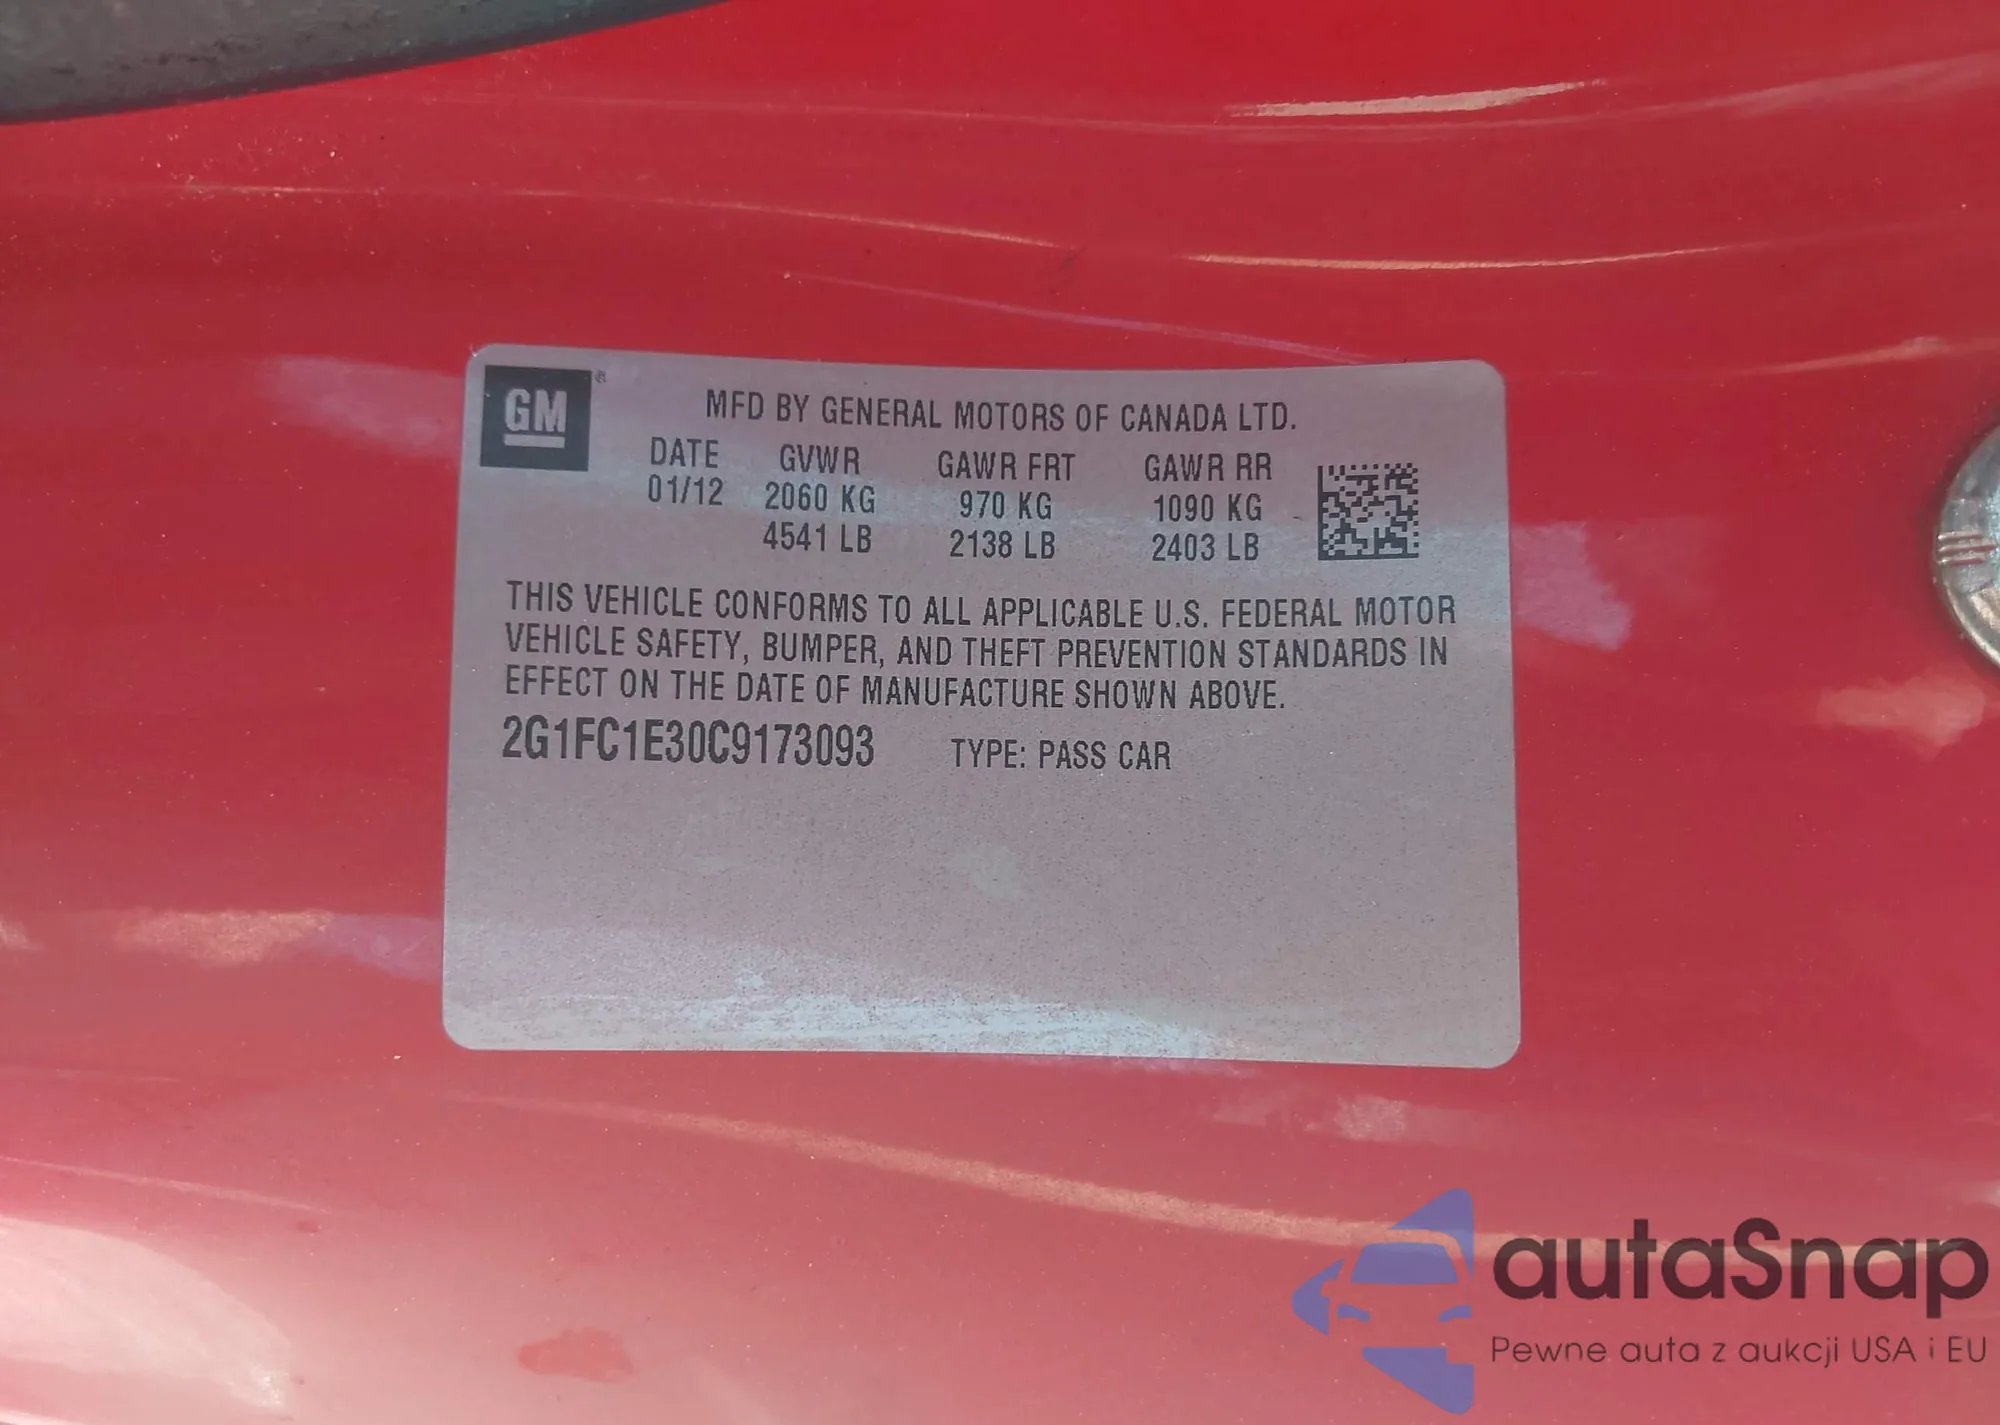 GM
MFD BY GENERAL MOTORS OF CANADA LTD.
DATE GVWR GAWR FRT GAWR RR
01/12 2060 KG 970 KG 1090 KG
4541 LB 2138 LB 2403 LB
THIS VEHICLE CONFORMS TO ALL APPLICABLE U.S. FEDERAL MOTOR
VEHICLE SAFETY, BUMPER, AND THEFT PREVENTION STANDARDS IN
EFFECT ON THE DATE OF MANUFACTURE SHOWN ABOVE.
2G1FC1E30C9173093 TYPE: PASS CAR
autaSnap
Pewne auta z aukcji USA i EU